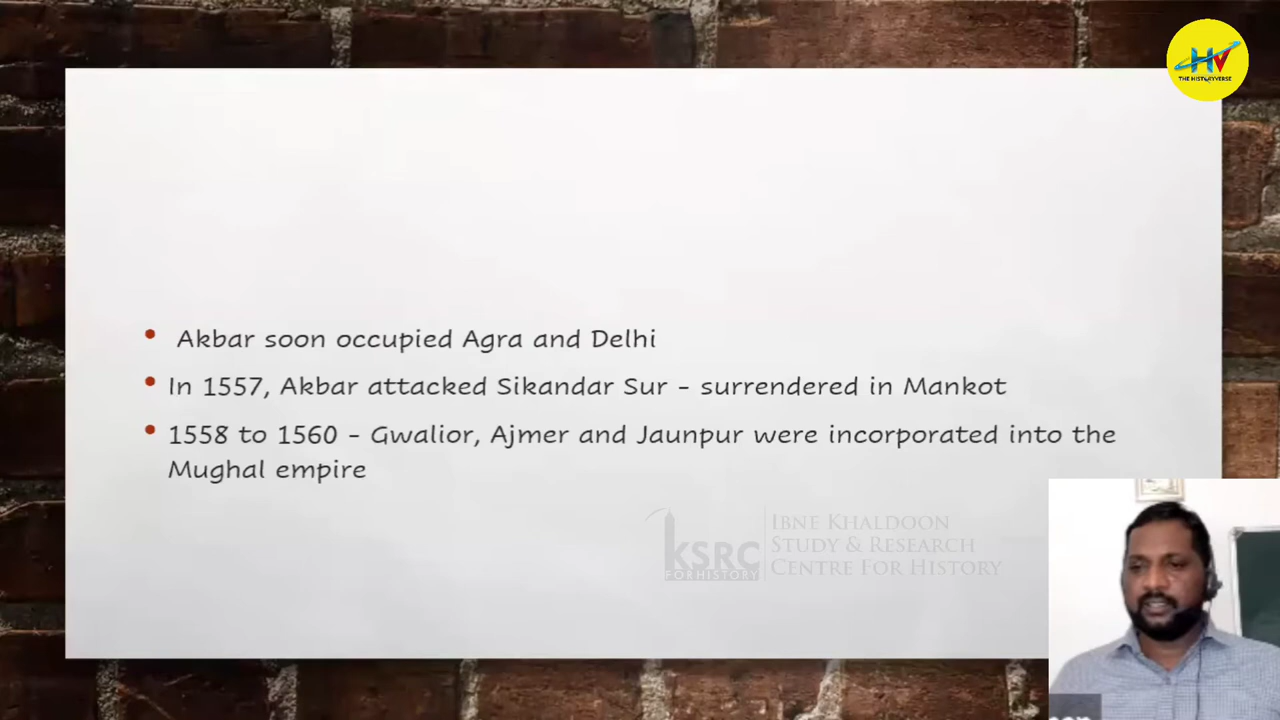 HV
THE HISTORYVERSE
Akbar soon occupied Agra and Delhi
In 1557, Akbar attacked Sikandar Sur - surrendered in Mankot
1558 to 1560 - Gwalior, Ajmer and Jaunpur were incorporated into the
Mughal empire
KSRC
FOR HISTORY
IBNE KHALDOON
STUDY & RESEARCH
CENTRE FOR HISTORY